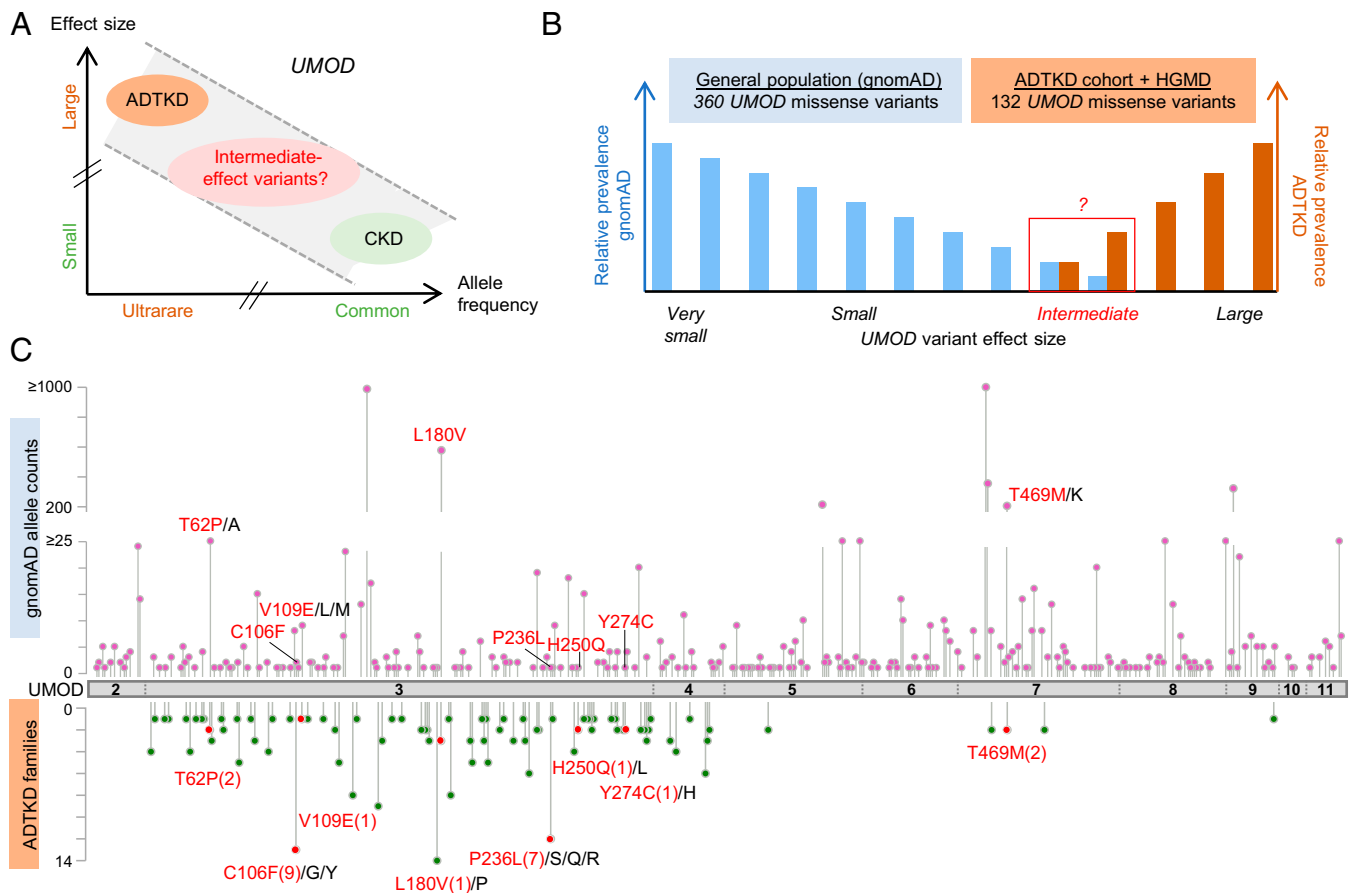 A
Effect size
UMOD
Large
ADTKD
Intermediate-
effect variants?
Small
CKD
Allele
frequency
Ultrarare
Common
B
General population (gnomAD)
360 UMOD missense variants
ADTKD cohort + HGMD
132 UMOD missense variants
Relative prevalence
gnomAD
Relative prevalence
ADTKD
?
Very
small
Small
Intermediate
Large
UMOD variant effect size
C
gnomAD allele counts
≥1000
200
≥25
0
L180V
T469M/K
T62P/A
V109E/L/M
C106F
P236L
H250Q
Y274C
UMOD
2
3
4
5
6
7
8
9
10
11
ADTKD families
0
14
T62P(2)
V109E(1)
C106F(9)/G/Y
L180V(1)/P
P236L(7)/S/Q/R
H250Q(1)/L
Y274C(1)/H
T469M(2)